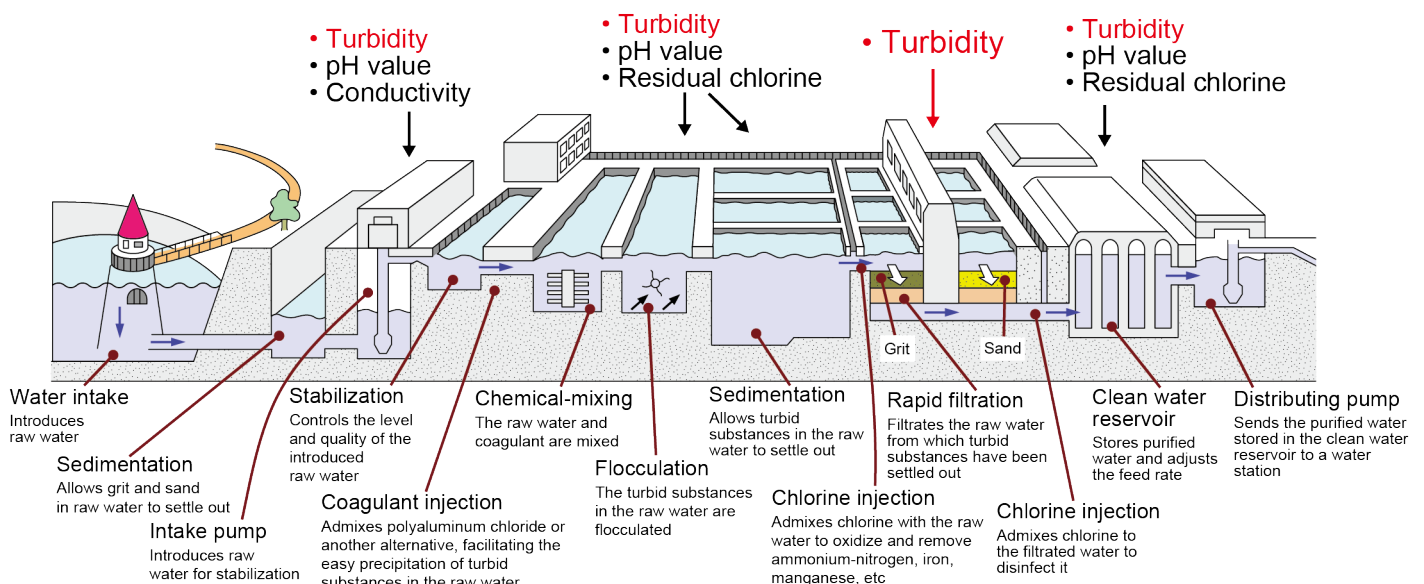 • Turbidity
• pH value
• Conductivity
• Turbidity
• pH value
• Residual chlorine
• Turbidity
• Turbidity
• pH value
• Residual chlorine
Grit
Sand
Water intake
Introduces
raw water
Sedimentation
Allows grit and sand
in raw water to settle out
Intake pump
Introduces raw
water for stabilization
Stabilization
Controls the level
and quality of the
introduced
raw water
Coagulant injection
Admixes polyaluminum chloride or
another alternative, facilitating the
easy precipitation of turbid
substances in the raw water
Chemical-mixing
The raw water and
coagulant are mixed
Flocculation
The turbid substances
in the raw water are
flocculated
Sedimentation
Allows turbid
substances in the raw
water to settle out
Chlorine injection
Admixes chlorine with the raw
water to oxidize and remove
ammonium-nitrogen, iron,
manganese, etc
Rapid filtration
Filtrates the raw water
from which turbid
substances have been
settled out
Chlorine injection
Admixes chlorine to
the filtrated water to
disinfect it
Clean water
reservoir
Stores purified
water and adjusts
the feed rate
Distributing pump
Sends the purified water
stored in the clean water
reservoir to a water
station